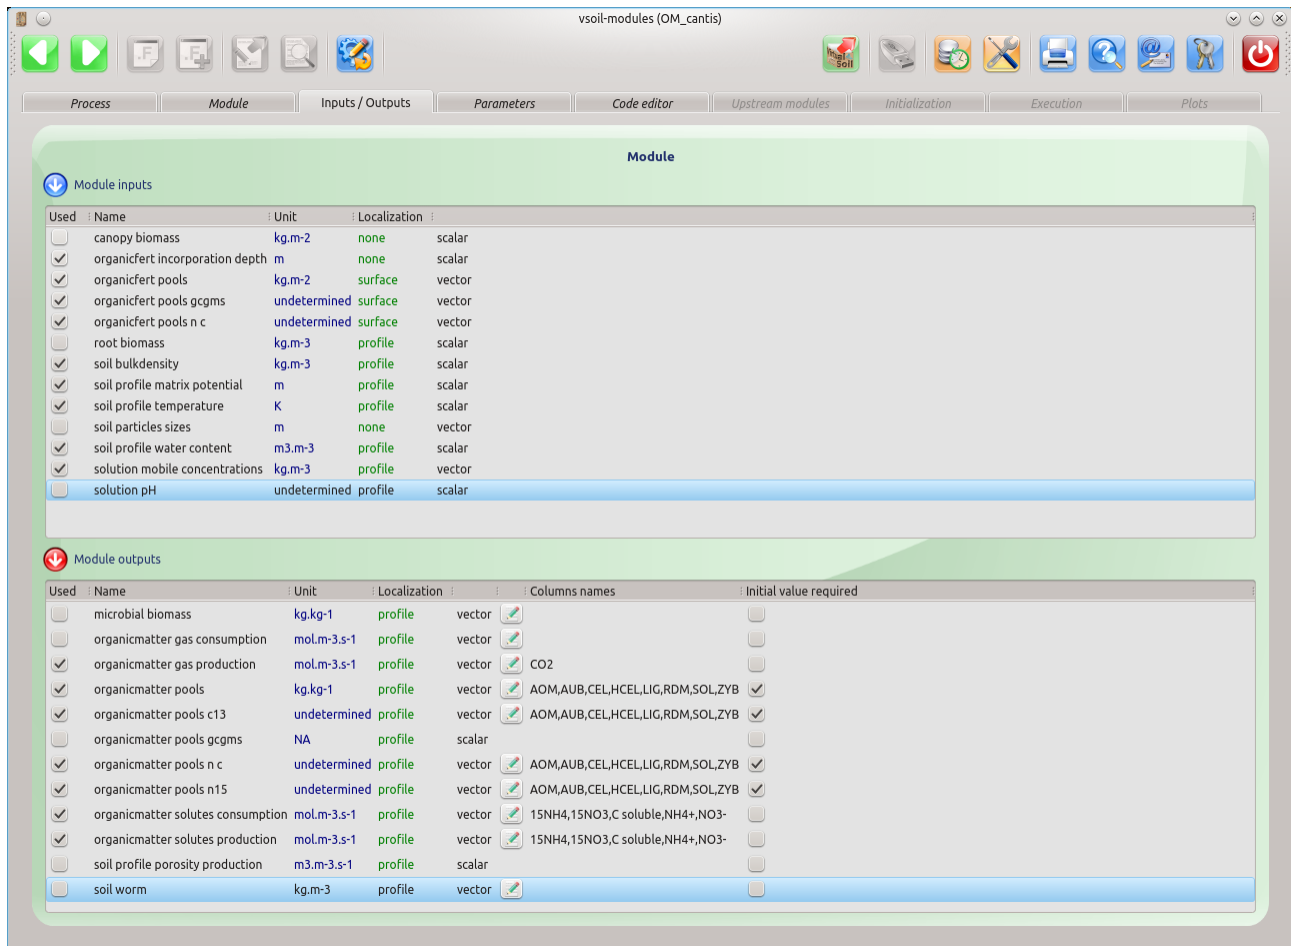 vsoil-modules (OM_cantis)
Process Module Inputs / Outputs Parameters Code editor Upstream modules Initialization Execution Plots
Module
Module inputs
Used Name Unit Localization
canopy biomass kg.m-2 none scalar
organicfert incorporation depth m none scalar
organicfert pools kg.m-2 surface vector
organicfert pools gcgms undetermined surface vector
organicfert pools n c undetermined surface vector
root biomass kg.m-3 profile scalar
soil bulkdensity kg.m-3 profile scalar
soil profile matrix potential m profile scalar
soil profile temperature K profile scalar
soil particles sizes m none vector
soil profile water content m3.m-3 profile scalar
solution mobile concentrations kg.m-3 profile vector
solution pH undetermined profile scalar
Module outputs
Used Name Unit Localization Columns names Initial value required
microbial biomass kg.kg-1 profile vector
organicmatter gas consumption mol.m-3.s-1 profile vector
organicmatter gas production mol.m-3.s-1 profile vector CO2
organicmatter pools kg.kg-1 profile vector AOM,AUB,CEL,HCEL,LIG,RDM,SOL,ZYB
organicmatter pools c13 undetermined profile vector AOM,AUB,CEL,HCEL,LIG,RDM,SOL,ZYB
organicmatter pools gcgms NA profile scalar
organicmatter pools n c undetermined profile vector AOM,AUB,CEL,HCEL,LIG,RDM,SOL,ZYB
organicmatter pools n15 undetermined profile vector AOM,AUB,CEL,HCEL,LIG,RDM,SOL,ZYB
organicmatter solutes consumption mol.m-3.s-1 profile vector 15NH4,15NO3,C soluble,NH4+,NO3-
organicmatter solutes production mol.m-3.s-1 profile vector 15NH4,15NO3,C soluble,NH4+,NO3-
soil profile porosity production m3.m-3.s-1 profile scalar
soil worm kg.m-3 profile vector